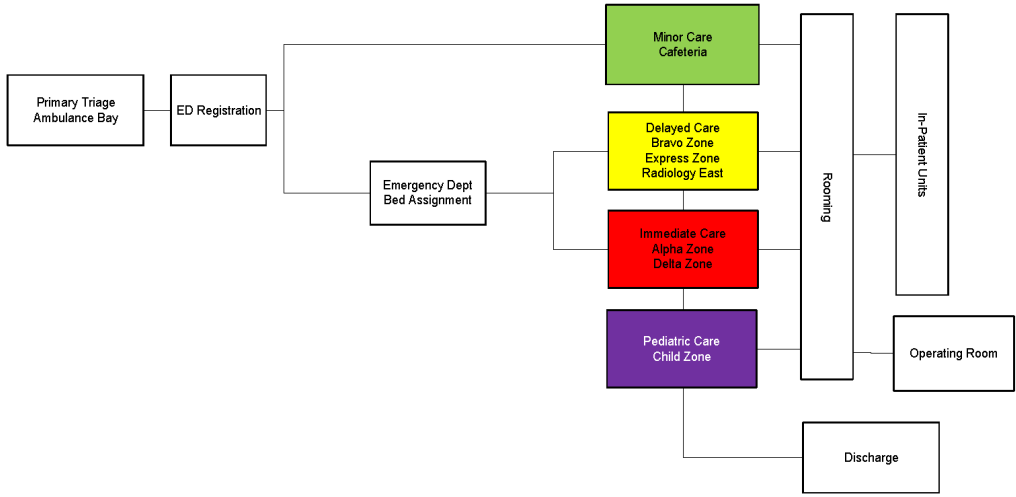 Primary Triage
Ambulance Bay
ED Registration
Emergency Dept
Bed Assignment
Minor Care
Cafeteria
Delayed Care
Bravo Zone
Express Zone
Radiology East
Immediate Care
Alpha Zone
Delta Zone
Pediatric Care
Child Zone
Rooming
In-Patient Units
Operating Room
Discharge